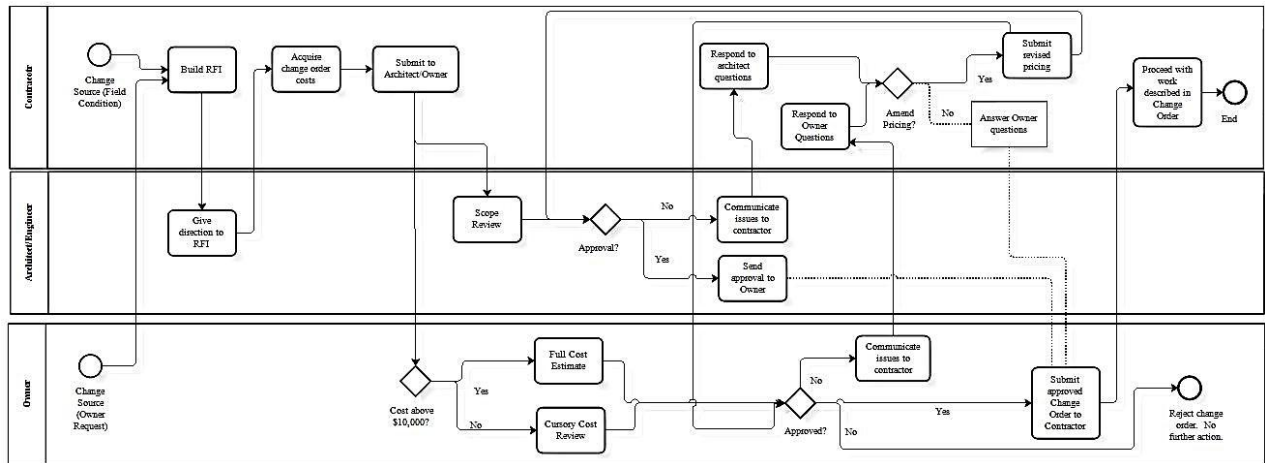 Contracotr
Change
Source (Field
Condition)
Build RFI
Acquire
change order
costs
Submit to
Architect/Owner
Respond to
architect
questions
Respond to
Owner
Questions
Amend
Pricing?
Yes
No
Submit
revised
pricing
Answer Owner
questions
Proceed with
work
described in
Change
Order
End
Architect/Engineer
Give
direction to
RFI
Scope
Review
Approval?
No
Yes
Communicate
issues to
contractor
Send
approval to
Owner
Owner
Change
Source
(Owner
Request)
Cost above
$10,000?
Yes
No
Full Cost
Estimate
Cursory Cost
Review
Approved?
No
Communicate
issues to
contractor
Yes
No
Submit
approved
Change
Order to
Contractor
Reject change
order. No
further action.